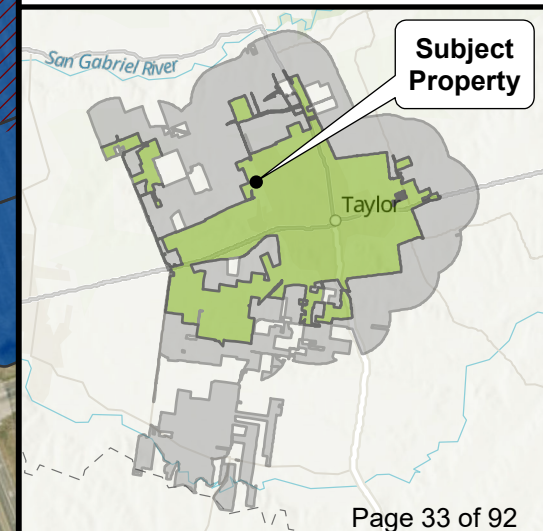 San Gabriel River
Subject
Property
Taylor
Page 33 of 92